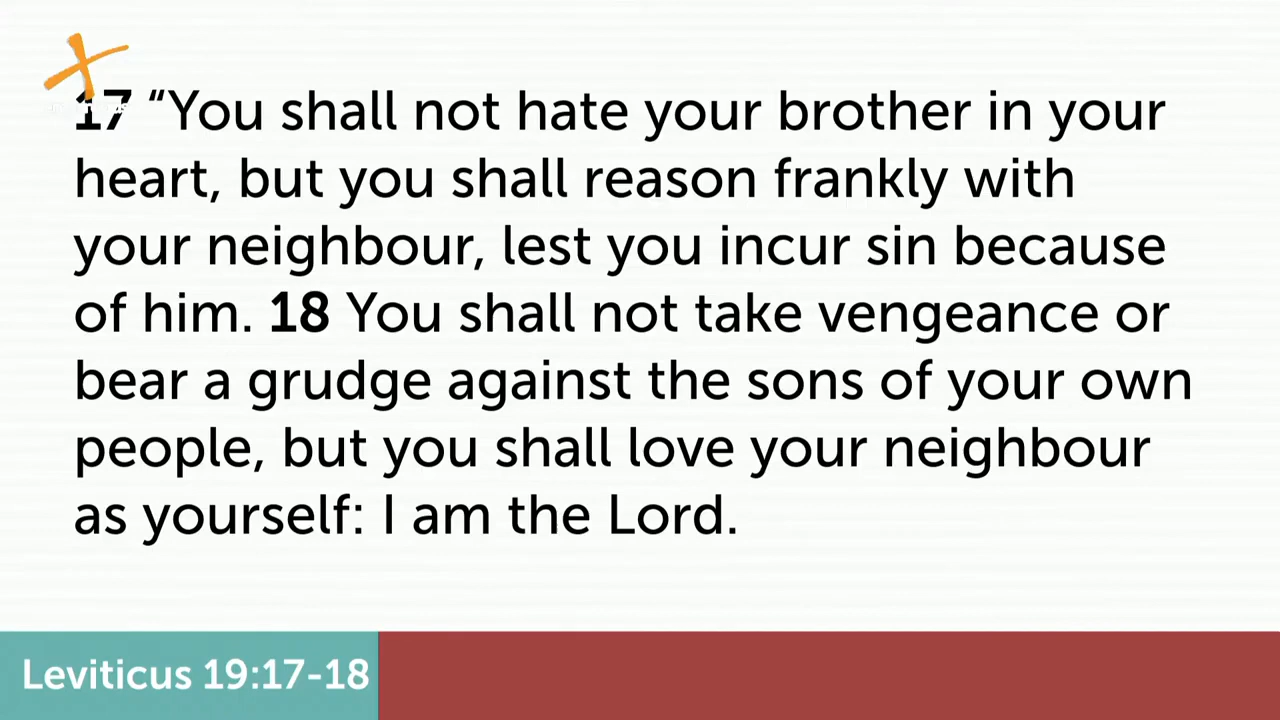 17 “You shall not hate your brother in your
heart, but you shall reason frankly with
your neighbour, lest you incur sin because
of him. 18 You shall not take vengeance or
bear a grudge against the sons of your own
people, but you shall love your neighbour
as yourself: I am the Lord.
Leviticus 19:17-18